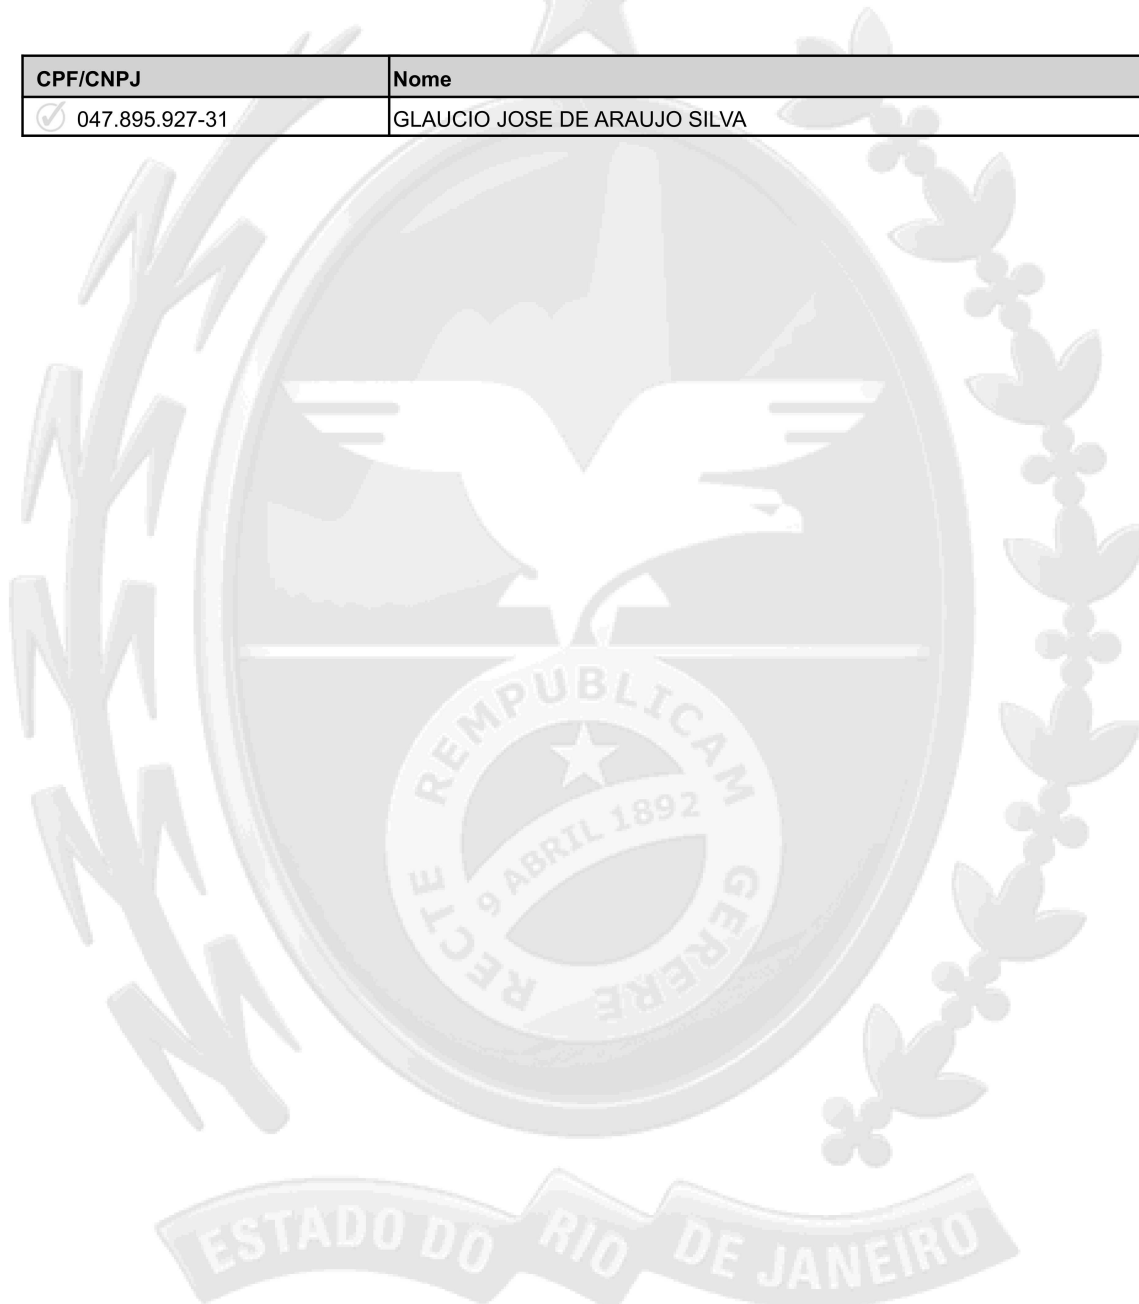 CPF/CNPJ Nome
047.895.927-31 GLAUCIO JOSE DE ARAUJO SILVA
REMPUBLICAM
9 ABRIL 1892
RECTE GERERE
ESTADO DO RIO DE JANEIRO